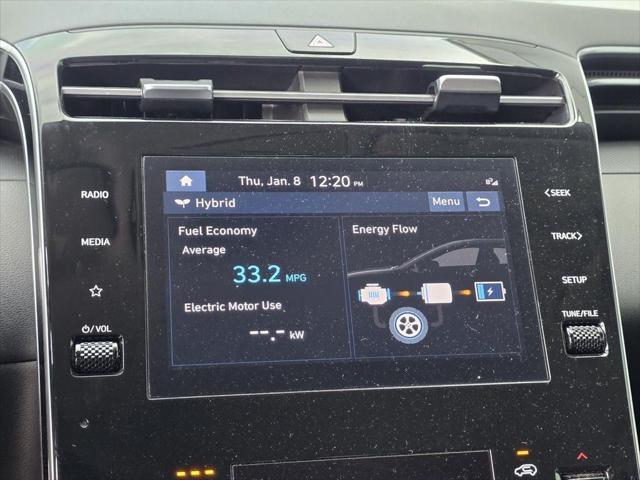 Thu, Jan. 8 12:20 PM
Hybrid Menu
RADIO
MEDIA
⏻/VOL
Fuel Economy
Average
33.2 MPG
Electric Motor Use
--.- kW
Energy Flow
<SEEK
TRACK>
SETUP
TUNE/FILE